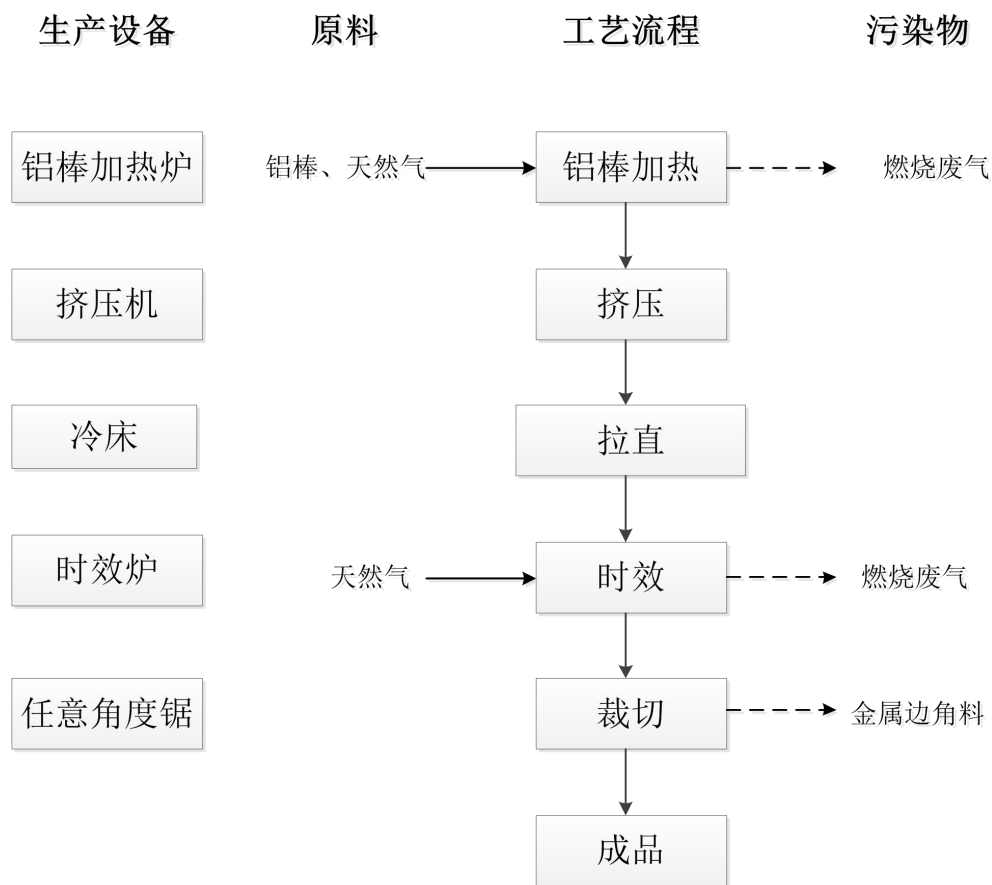 生产设备 原料 工艺流程 污染物
铝棒加热炉 铝棒、天然气 铝棒加热 燃烧废气
挤压机 挤压
冷床 拉直
时效炉 天然气 时效 燃烧废气
任意角度锯 裁切 金属边角料
成品